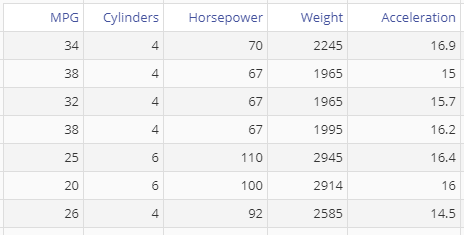 MPG Cylinders Horsepower Weight Acceleration
34 4 70 2245 16.9
38 4 67 1965 15
32 4 67 1965 15.7
38 4 67 1995 16.2
25 6 110 2945 16.4
20 6 100 2914 16
26 4 92 2585 14.5